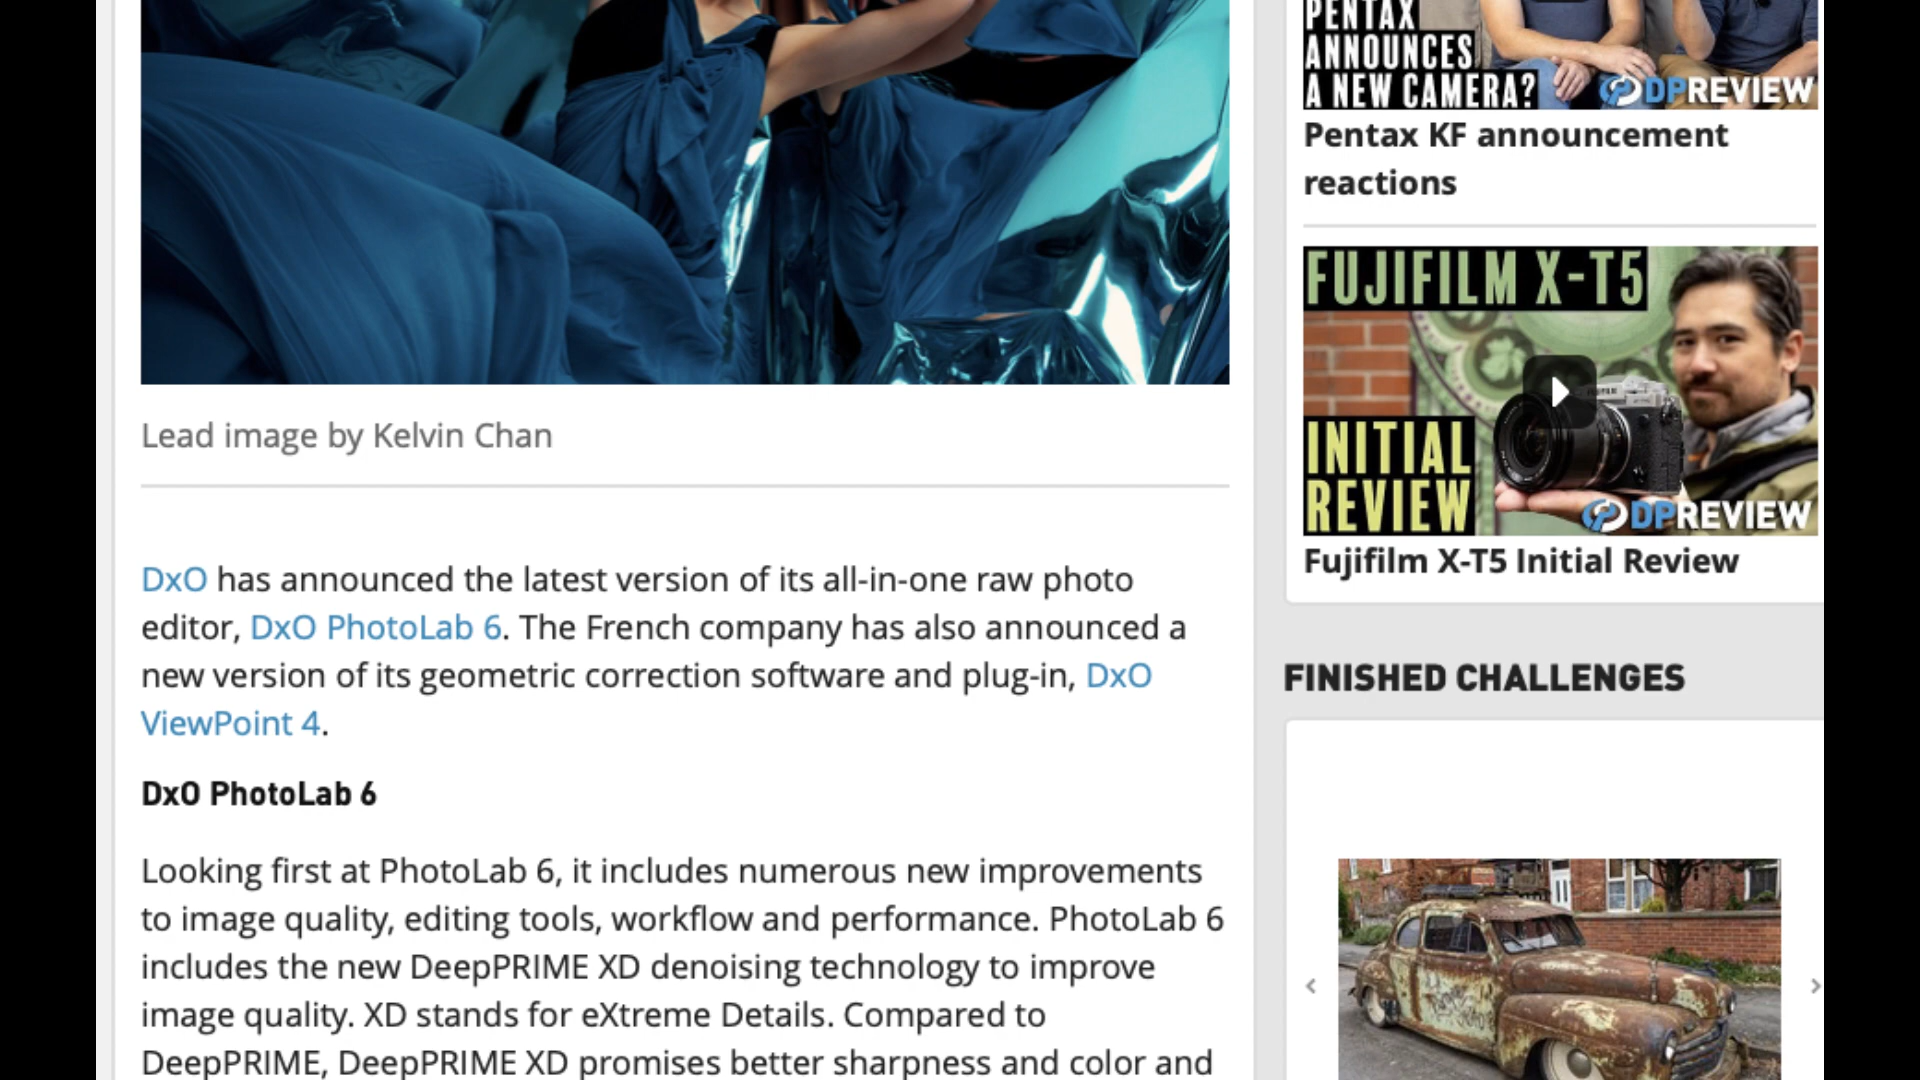 Lead image by Kelvin Chan
DxO has announced the latest version of its all-in-one raw photo
editor, DxO PhotoLab 6. The French company has also announced a
new version of its geometric correction software and plug-in, DxO
ViewPoint 4.
DxO PhotoLab 6
Looking first at PhotoLab 6, it includes numerous new improvements
to image quality, editing tools, workflow and performance. PhotoLab 6
includes the new DeepPRIME XD denoising technology to improve
image quality. XD stands for eXtreme Details. Compared to
DeepPRIME, DeepPRIME XD promises better sharpness and color and
PENTAX
ANNOUNCES
A NEW CAMERA?
DPREVIEW
Pentax KF announcement
reactions
FUJIFILM X-T5
INITIAL
REVIEW
DPREVIEW
Fujifilm X-T5 Initial Review
FINISHED CHALLENGES